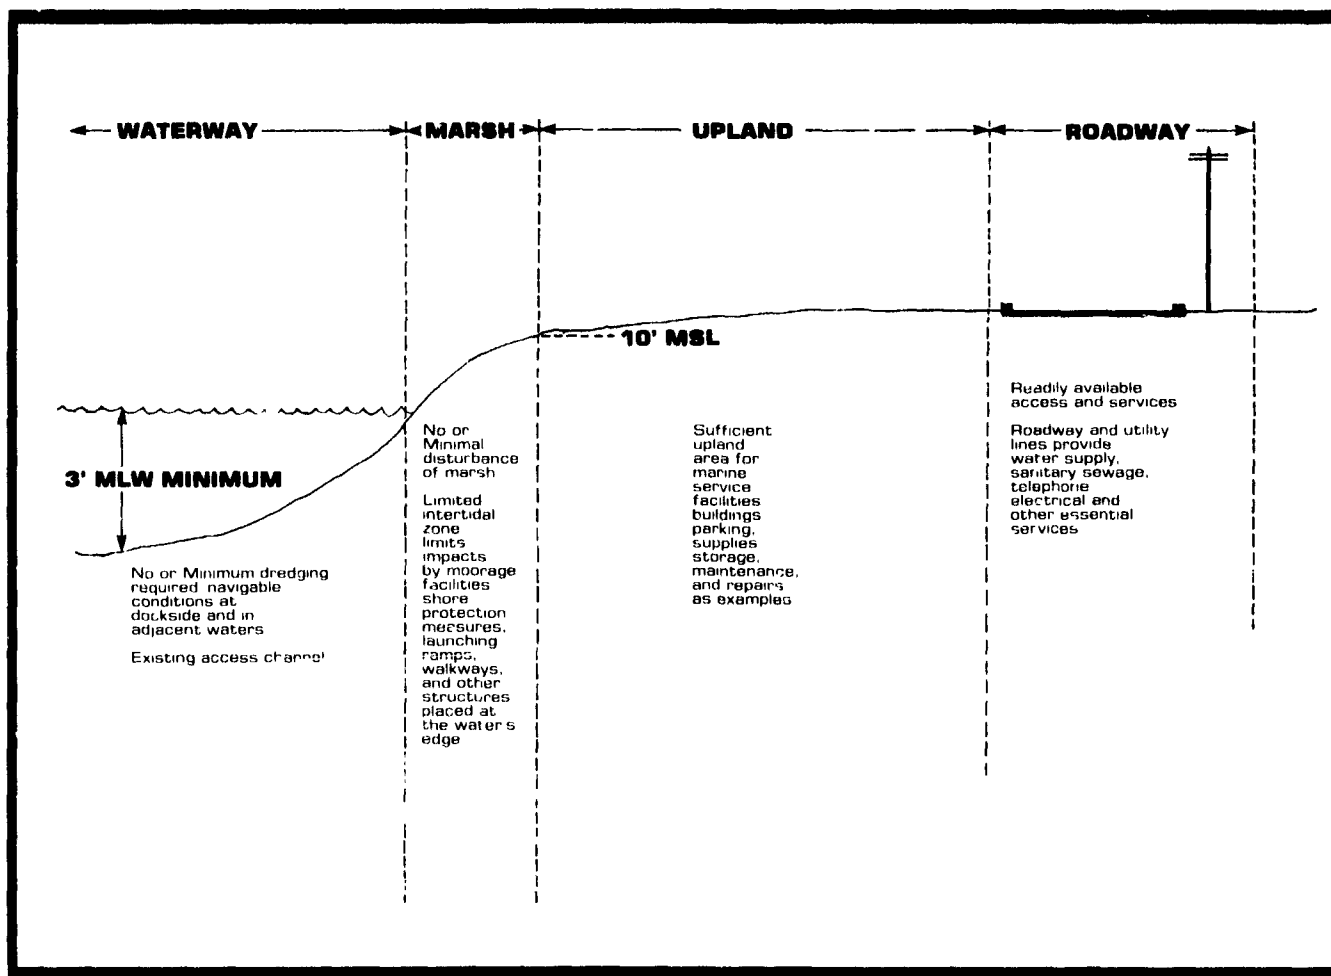 WATERWAY
MARSH
UPLAND
ROADWAY
10' MSL
3' MLW MINIMUM
No or Minimum dredging
required navigable
conditions at
dockside and in
adjacent waters
Existing access channel
No or
Minimal
disturbance
of marsh
Limited
intertidal
zone
limits
impacts
by moorage
facilities
shore
protection
measures,
launching
ramps,
walkways,
and other
structures
placed at
the water s
edge
Sufficient
upland
area for
marine
service
facilities
buildings
parking,
supplies
storage,
maintenance,
and repairs
as examples
Readily available
access and services
Roadway and utility
lines provide
water supply,
sanitary sewage,
telephone
electrical and
other essential
services